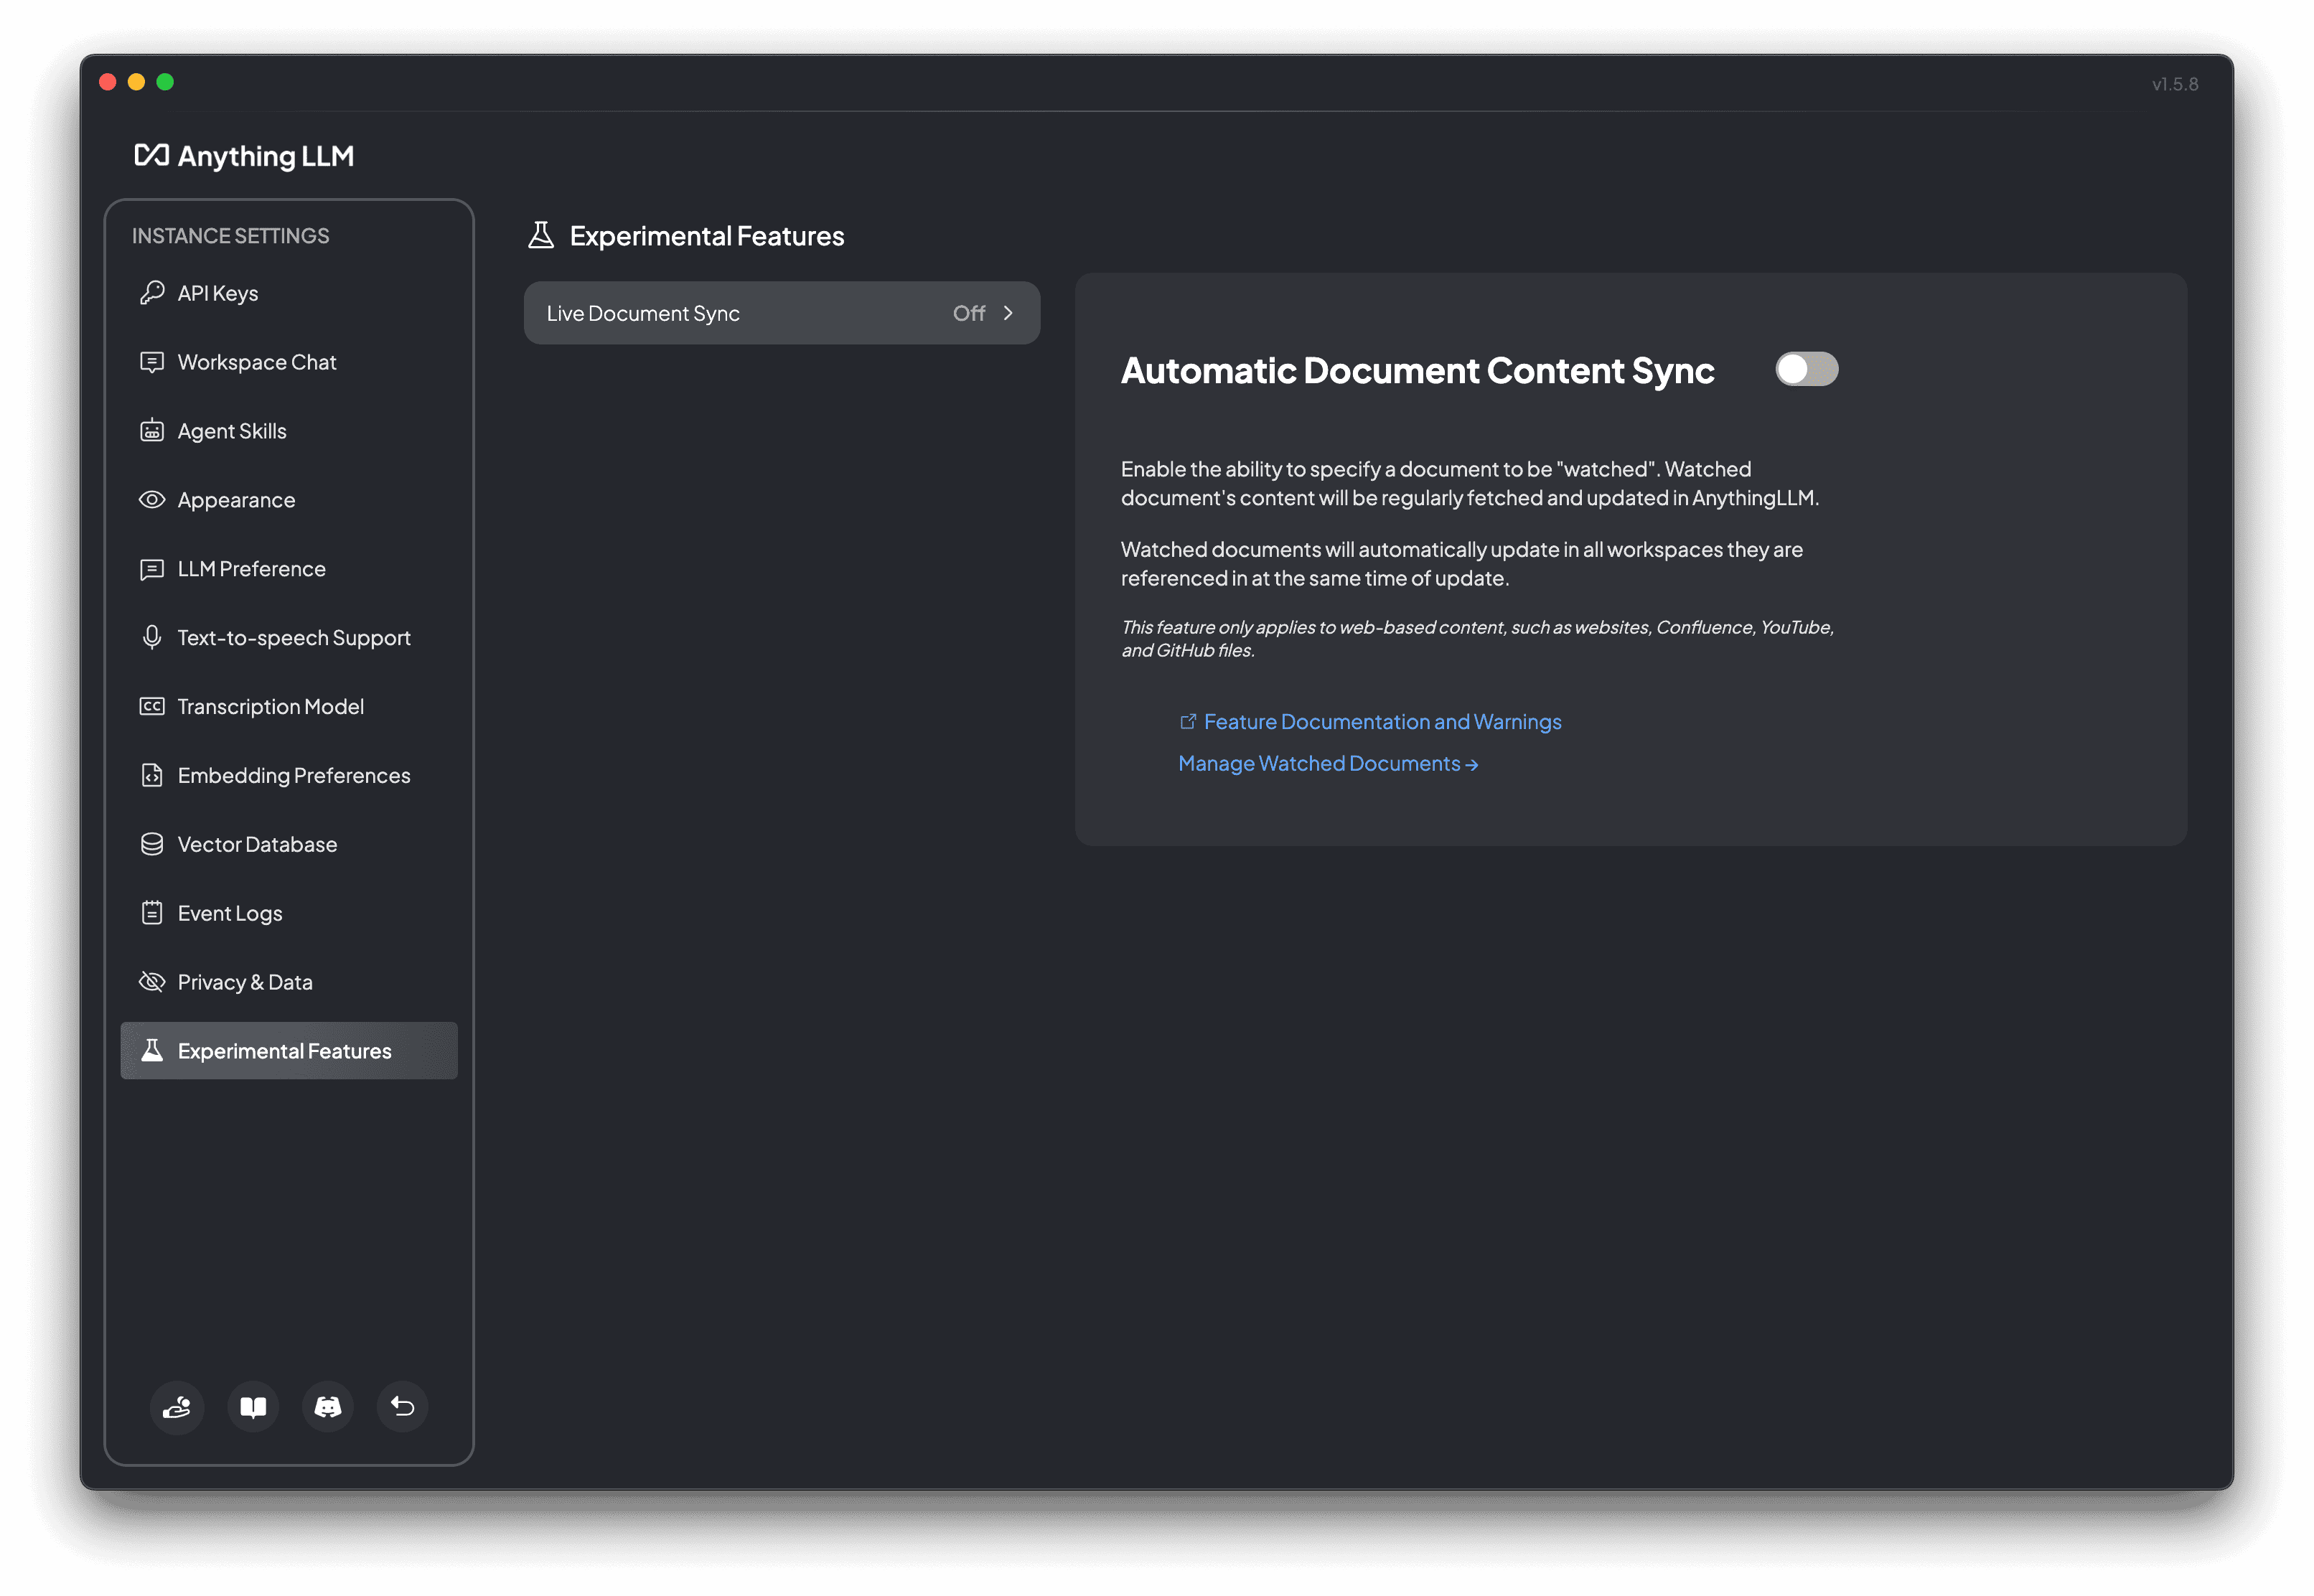 v1.5.8
Anything LLM
INSTANCE SETTINGS
API Keys
Workspace Chat
Agent Skills
Appearance
LLM Preference
Text-to-speech Support
CC Transcription Model
Embedding Preferences
Vector Database
Event Logs
Privacy & Data
Experimental Features
Experimental Features
Live Document Sync Off
Automatic Document Content Sync
Enable the ability to specify a document to be "watched". Watched
document's content will be regularly fetched and updated in AnythingLLM.
Watched documents will automatically update in all workspaces they are
referenced in at the same time of update.
This feature only applies to web-based content, such as websites, Confluence, YouTube,
and GitHub files.
Feature Documentation and Warnings
Manage Watched Documents →